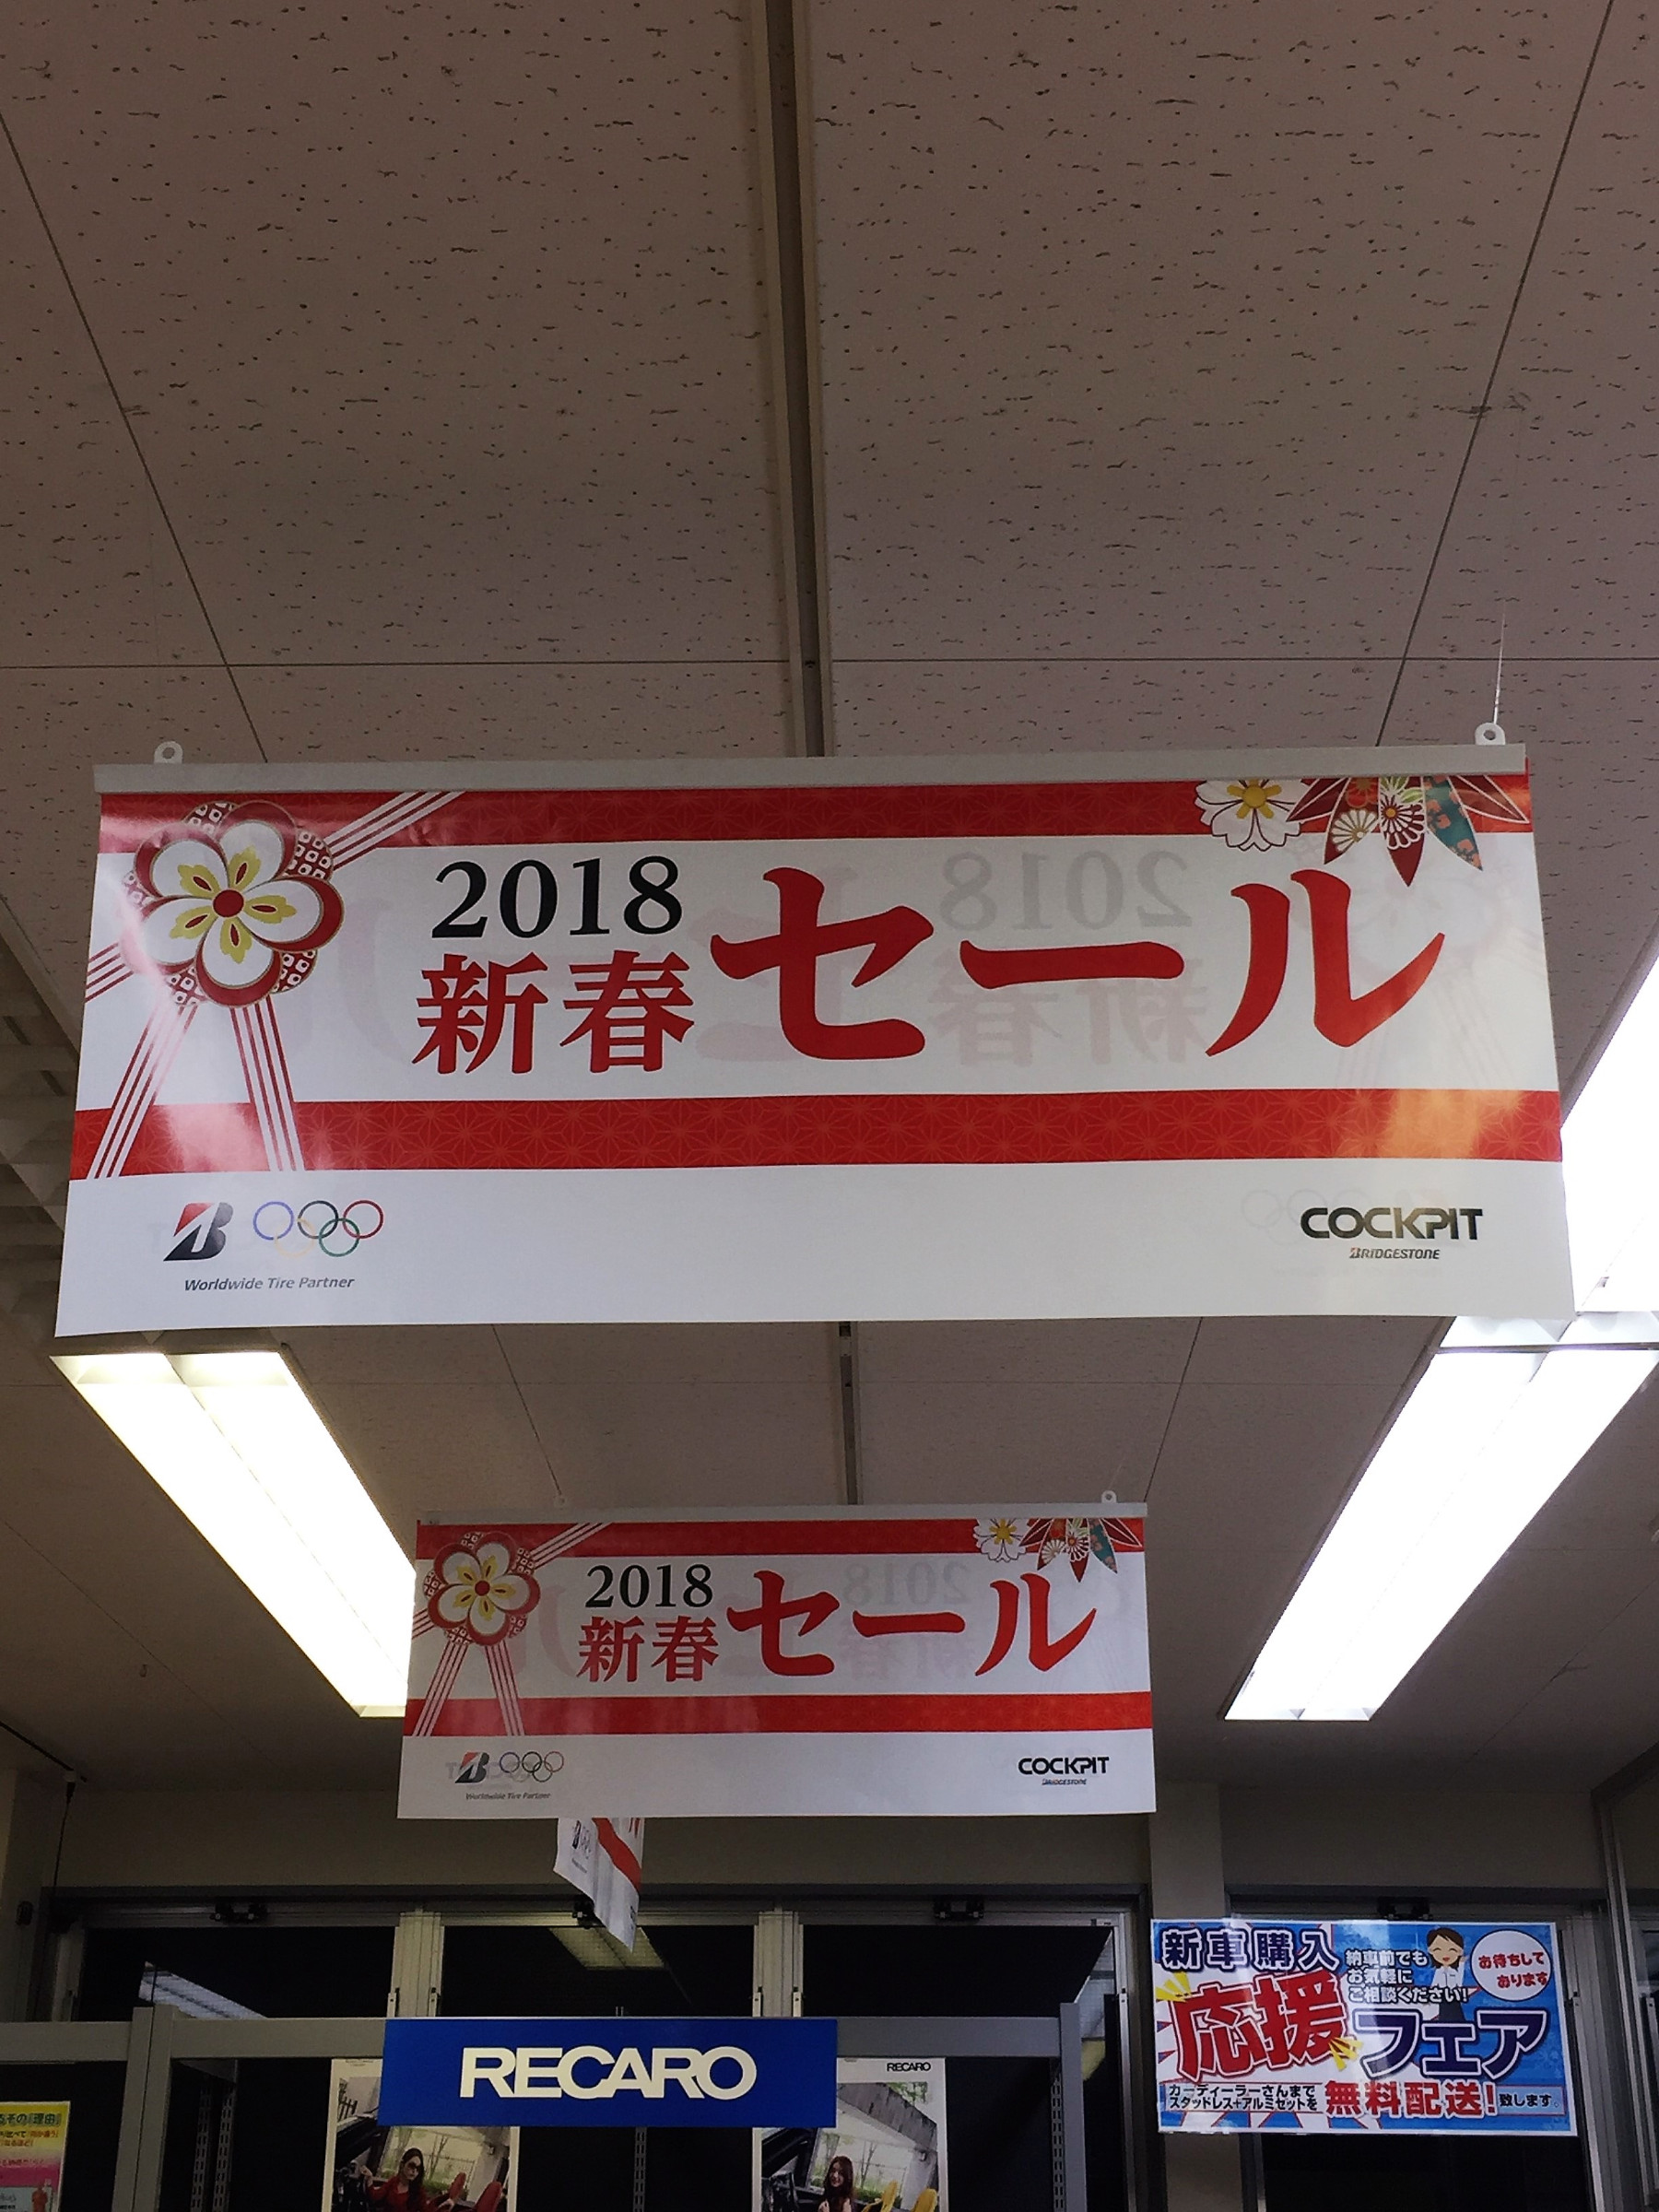 2018
新春セール
Worldwide Tire Partner
COCKPIT
BRIDGESTONE
2018
新春セール
Worldwide Tire Partner
COCKPIT
BRIDGESTONE
RECARO
RECARO
新車購入
納車前でも
お気軽に
ご相談ください!
お待ちして
おります
応援フェア
カーディーラーさんまで
スタッドレス+アルミセットを
無料配送!致します。